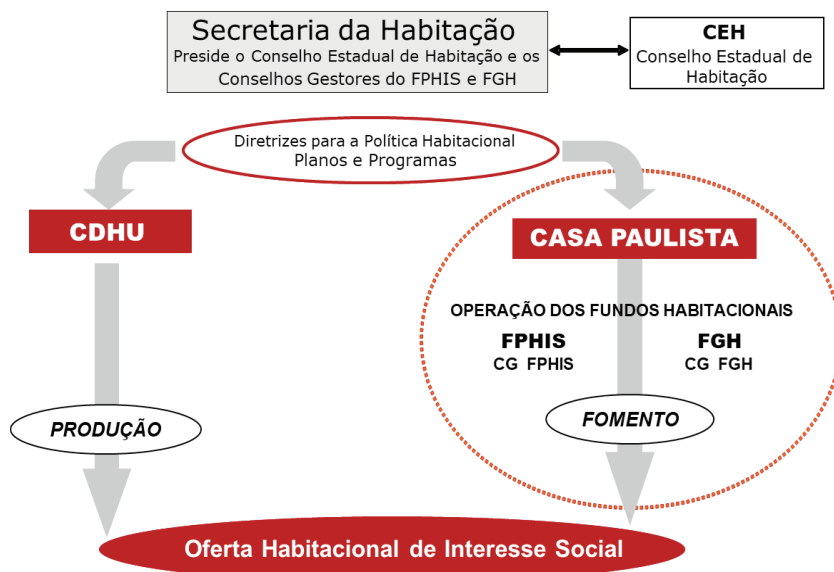 Secretaria da Habitação
Preside o Conselho Estadual de Habitação e os
Conselhos Gestores do FPHIS e FGH
CEH
Conselho Estadual de
Habitação
Diretrizes para a Política Habitacional
Planos e Programas
CDHU
CASA PAULISTA
OPERAÇÃO DOS FUNDOS HABITACIONAIS
FPHIS
CG FPHIS
FGH
CG FGH
PRODUÇÃO
FOMENTO
Oferta Habitacional de Interesse Social